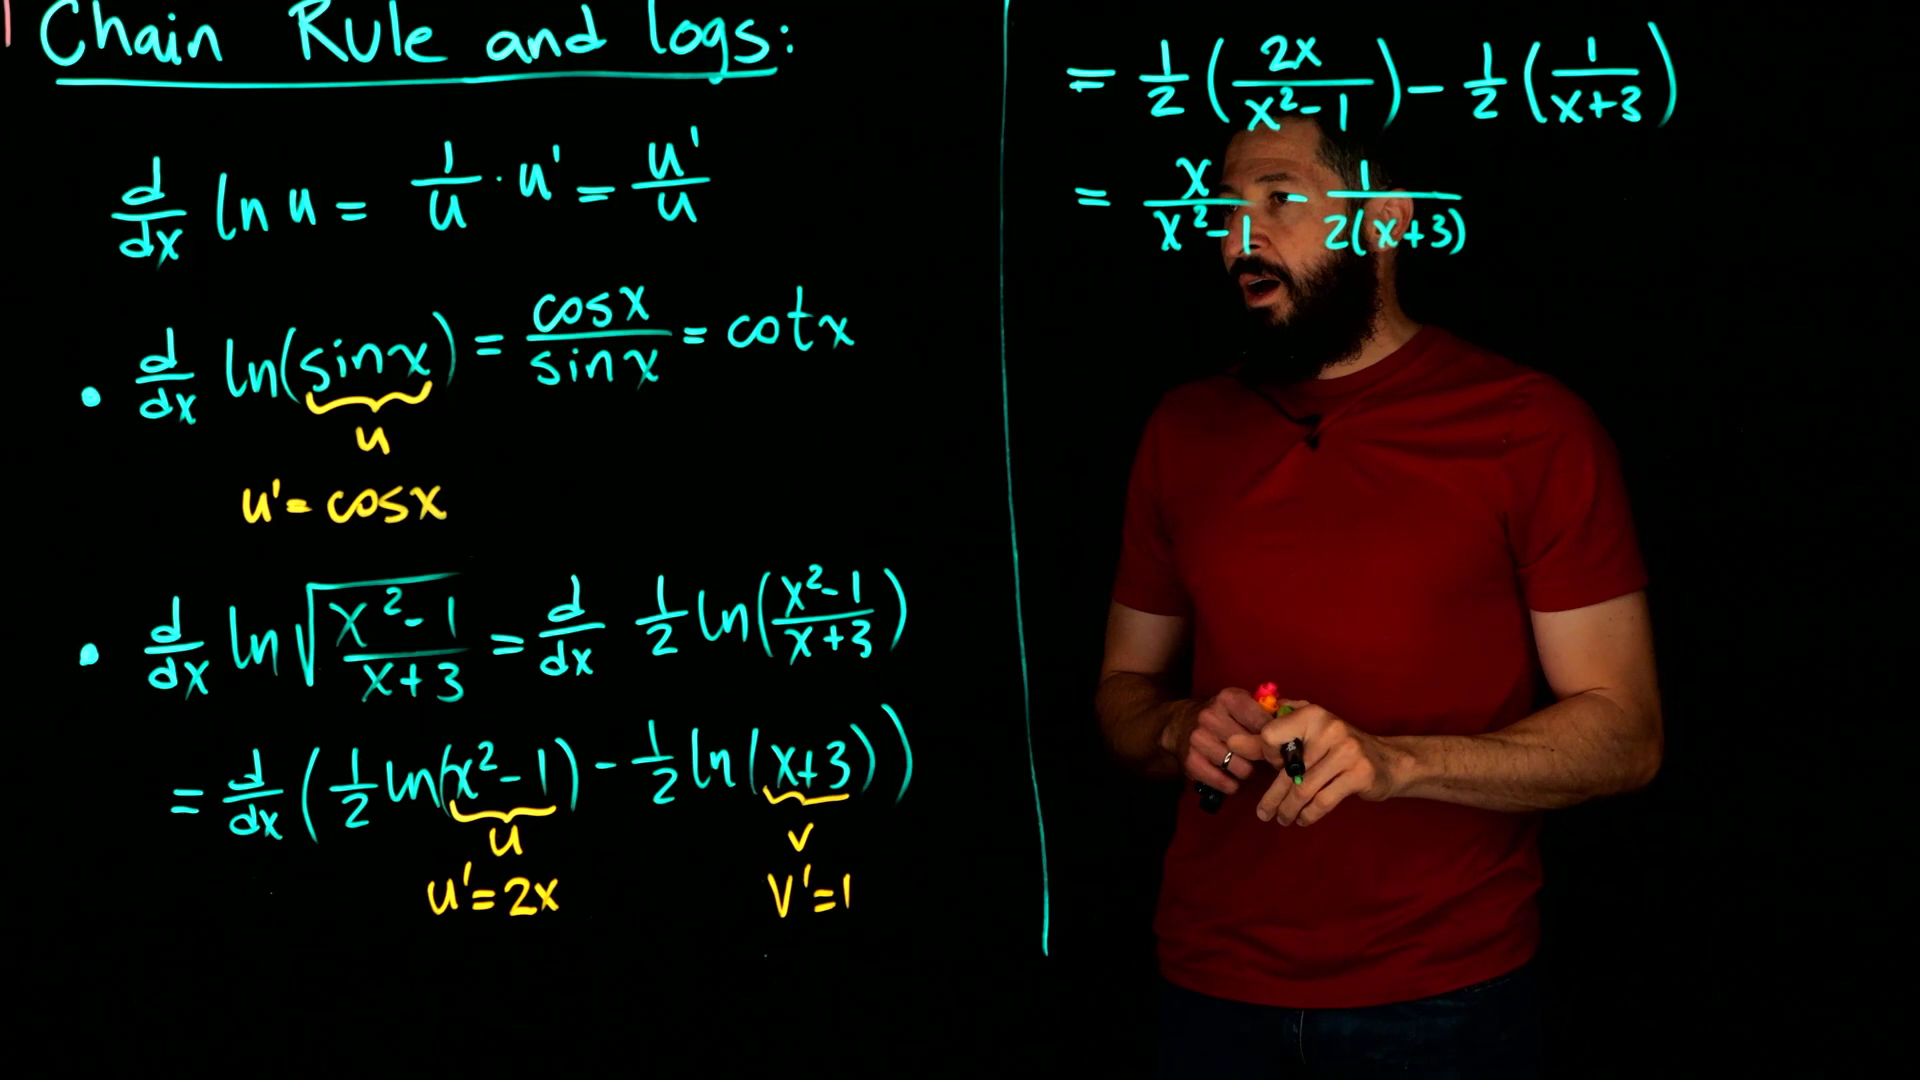 Chain Rule and logs:
d/dx ln u = 1/u · u' = u'/u
• d/dx ln(sin x) = cos x/sin x = cot x
u
u' = cos x
• d/dx ln √((x²-1)/(x+3)) = d/dx 1/2 ln((x²-1)/(x+3))
= d/dx (1/2 ln(x²-1) - 1/2 ln(x+3))
u v
u' = 2x v' = 1
= 1/2 (2x/(x²-1)) - 1/2 (1/(x+3))
= x/(x²-1) - 1/(2(x+3))